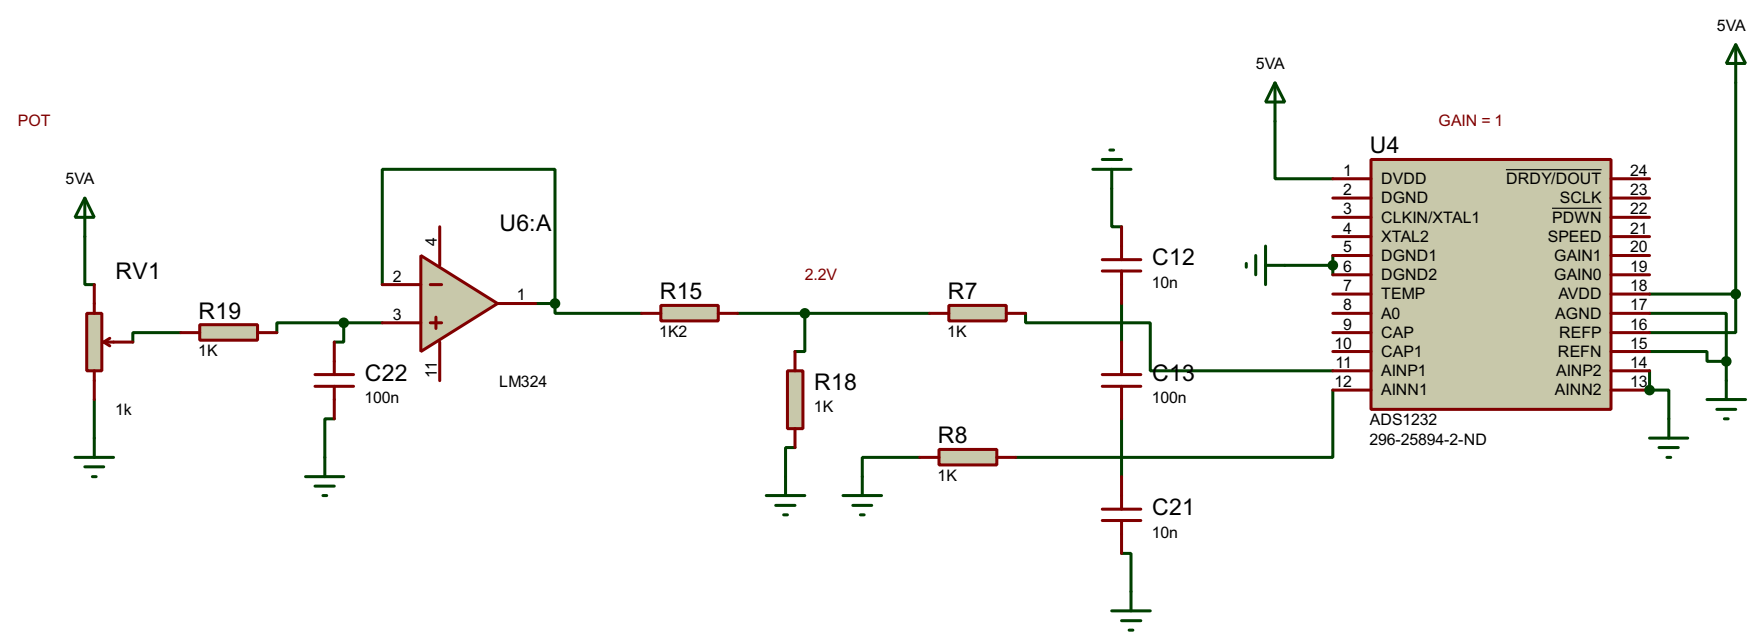 5VA
5VA
POT
GAIN = 1
U4
5VA
1 DVDD DRDY/DOUT 24
2 DGND SCLK 23
3 CLKIN/XTAL1 PDWN 22
4 XTAL2 SPEED 21
5 DGND1 GAIN1 20
6 DGND2 GAIN0 19
7 TEMP AVDD 18
8 A0 AGND 17
9 CAP REFP 16
10 CAP1 REFN 15
11 AINP1 AINP2 14
12 AINN1 AINN2 13
ADS1232
296-25894-2-ND
RV1
1k
R19
1K
C22
100n
U6:A
4
2
3
1
11
LM324
R15
1K2
2.2V
R18
1K
R7
1K
R8
1K
C12
10n
C13
100n
C21
10n